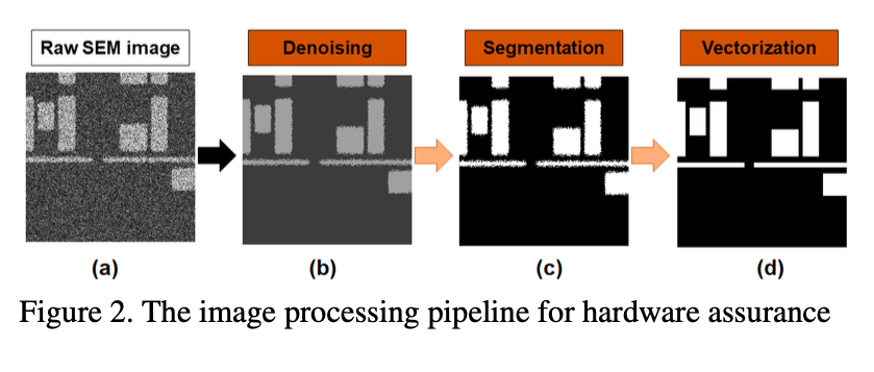 Raw SEM image
Denoising
Segmentation
Vectorization
(a)
(b)
(c)
(d)
Figure 2. The image processing pipeline for hardware assurance